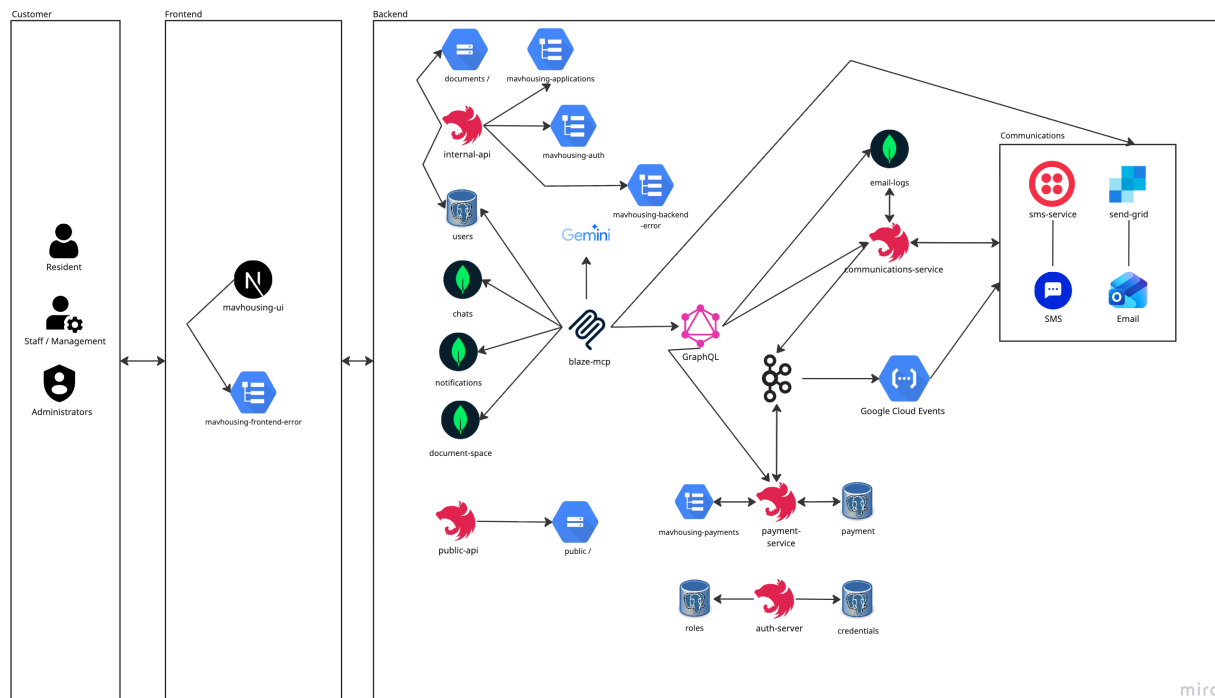 Customer
Frontend
Backend
Resident
Staff / Management
Administrators
mavhousing-ui
mavhousing-frontend-error
documents /
mavhousing-applications
internal-api
mavhousing-auth
mavhousing-backend
-error
users
Gemini
chats
blaze-mcp
notifications
document-space
public-api
public /
GraphQL
email-logs
communications-service
Google Cloud Events
Communications
sms-service
send-grid
SMS
Email
mavhousing-payments
payment-
service
payment
roles
auth-server
credentials
miro